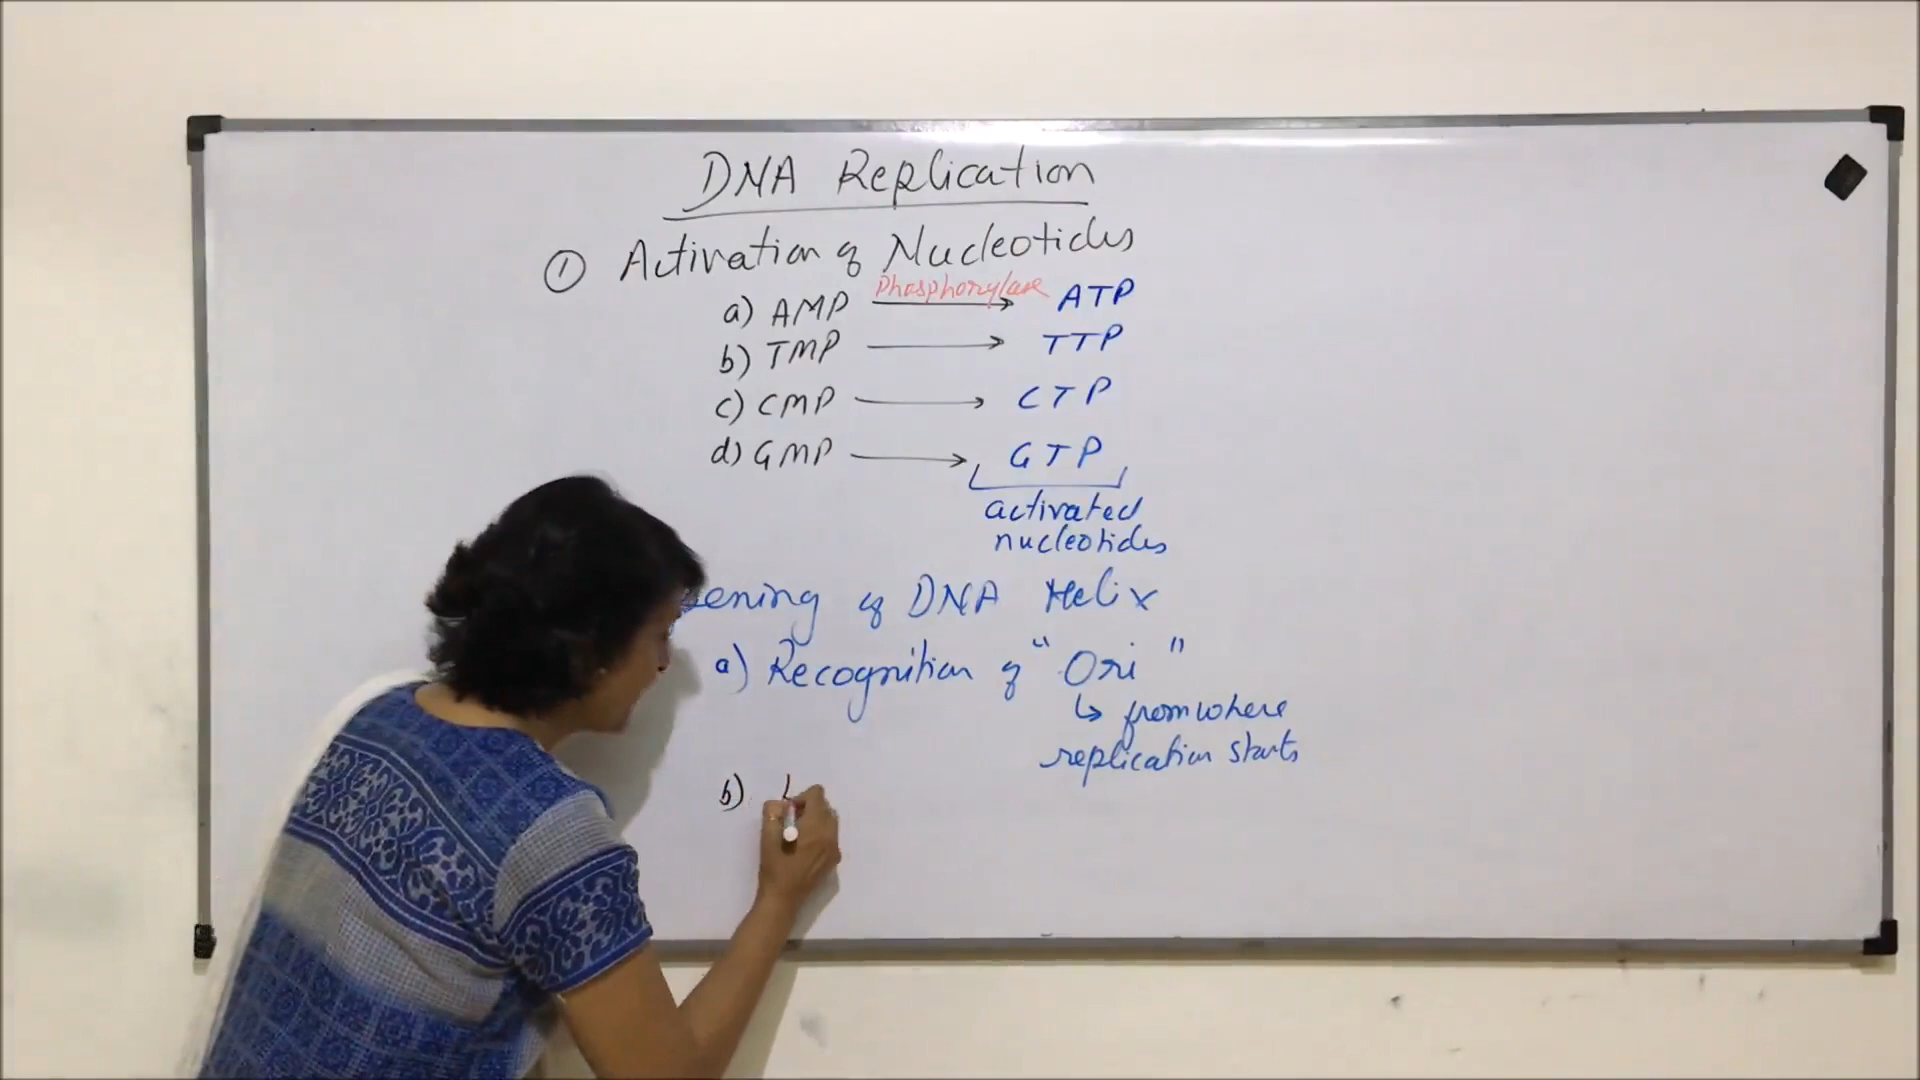 DNA Replication
① Activation of Nucleotides
a) AMP Phosphorylase → ATP
b) TMP → TTP
c) CMP → CTP
d) GMP → GTP
activated
nucleotides
ening of DNA Helix
a) Recognition of "Ori"
↳ from where
replication starts
b)